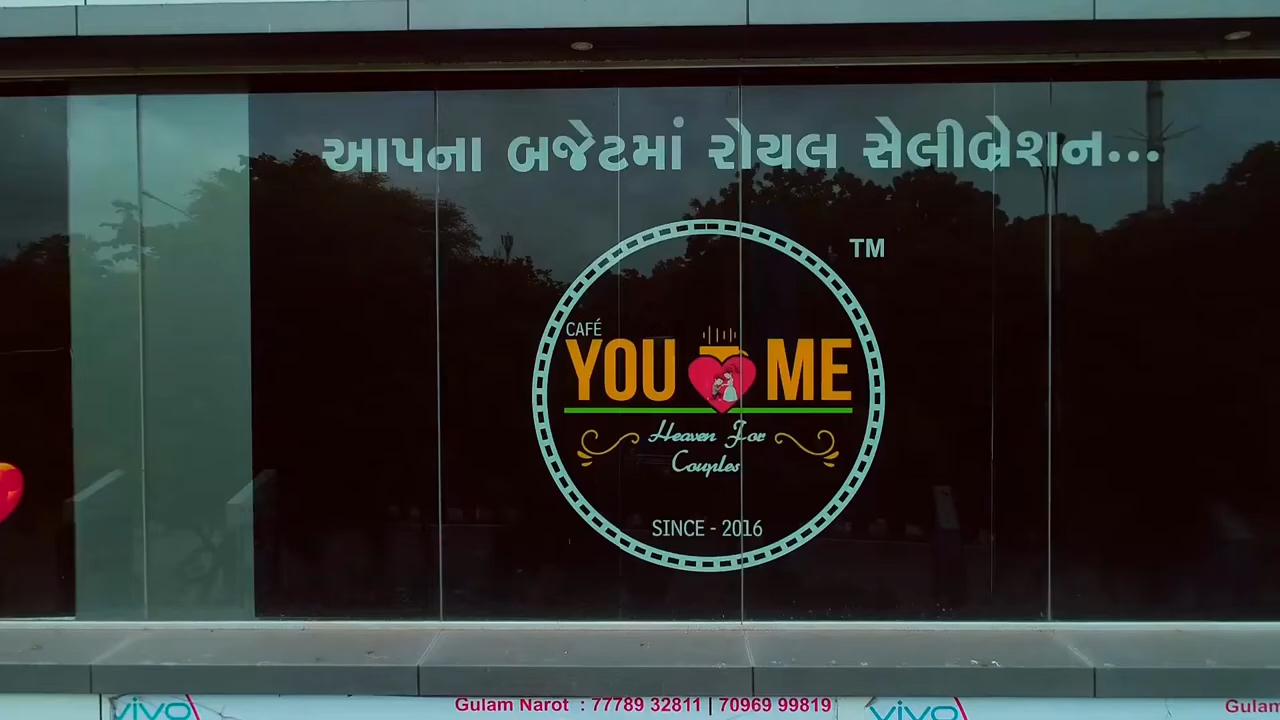 આપના બજેટમાં રોયલ સેલીબ્રેશન...
TM
CAFÉ
YOU ME
Heaven For
Couples
SINCE - 2016
vivo
Gulam Narot : 77789 32811 | 70969 99819
vivo
Gulam